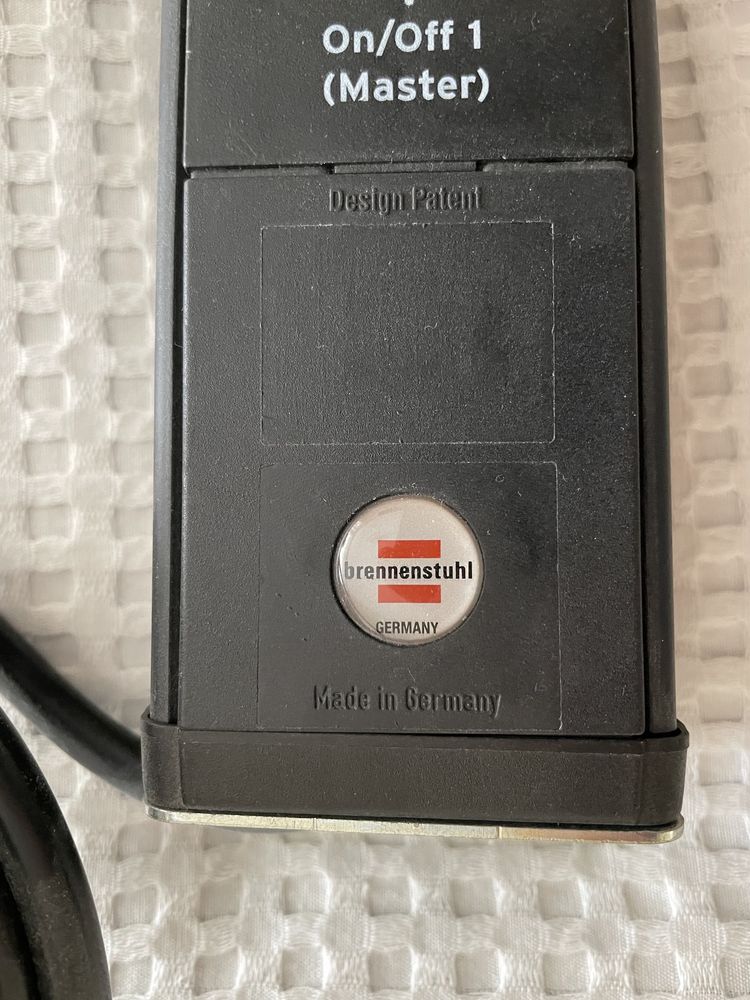 On/Off 1
(Master)
Design Patent
brennenstuhl
GERMANY
Made in Germany